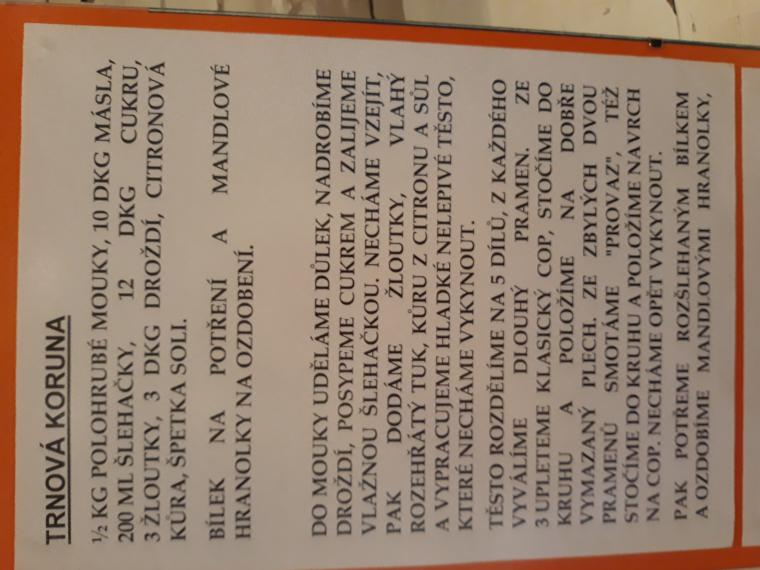 TRNOVÁ KORUNA
½ KG POLOHRUBÉ MOUKY, 10 DKG MÁSLA,
200 ML ŠLEHAČKY, 12 DKG CUKRU,
3 ŽLOUTKY, 3 DKG DROŽDÍ, CITRONOVÁ
KŮRA, ŠPETKA SOLI.
BÍLEK NA POTŘENÍ A MANDLOVÉ
HRANOLKY NA OZDOBENÍ.
DO MOUKY UDĚLÁME DŮLEK, NADROBÍME
DROŽDÍ, POSYPEME CUKREM A ZALIJEME
VLAŽNOU ŠLEHAČKOU. NECHÁME VZEJÍT,
PAK DODÁME ŽLOUTKY, VLAHÝ
ROZEHŘÁTÝ TUK, KŮRU Z CITRONU A SŮL
A VYPRACUJEME HLADKÉ NELEPIVÉ TĚSTO,
KTERÉ NECHÁME VYKYNOUT.
TĚSTO ROZDĚLÍME NA 5 DÍLŮ, Z KAŽDÉHO
VYVÁLÍME DLOUHÝ PRAMEN. ZE
3 UPLETEME KLASICKÝ COP, STOČÍME DO
KRUHU A POLOŽÍME NA DOBŘE
VYMAZANÝ PLECH. ZE ZBYLÝCH DVOU
PRAMENŮ SMOTÁME "PROVAZ", TÉŽ
STOČÍME DO KRUHU A POLOŽÍME NAVRCH
NA COP. NECHÁME OPĚT VYKYNOUT.
PAK POTŘEME ROZŠLEHANÝM BÍLKEM
A OZDOBÍME MANDLOVÝMI HRANOLKY,